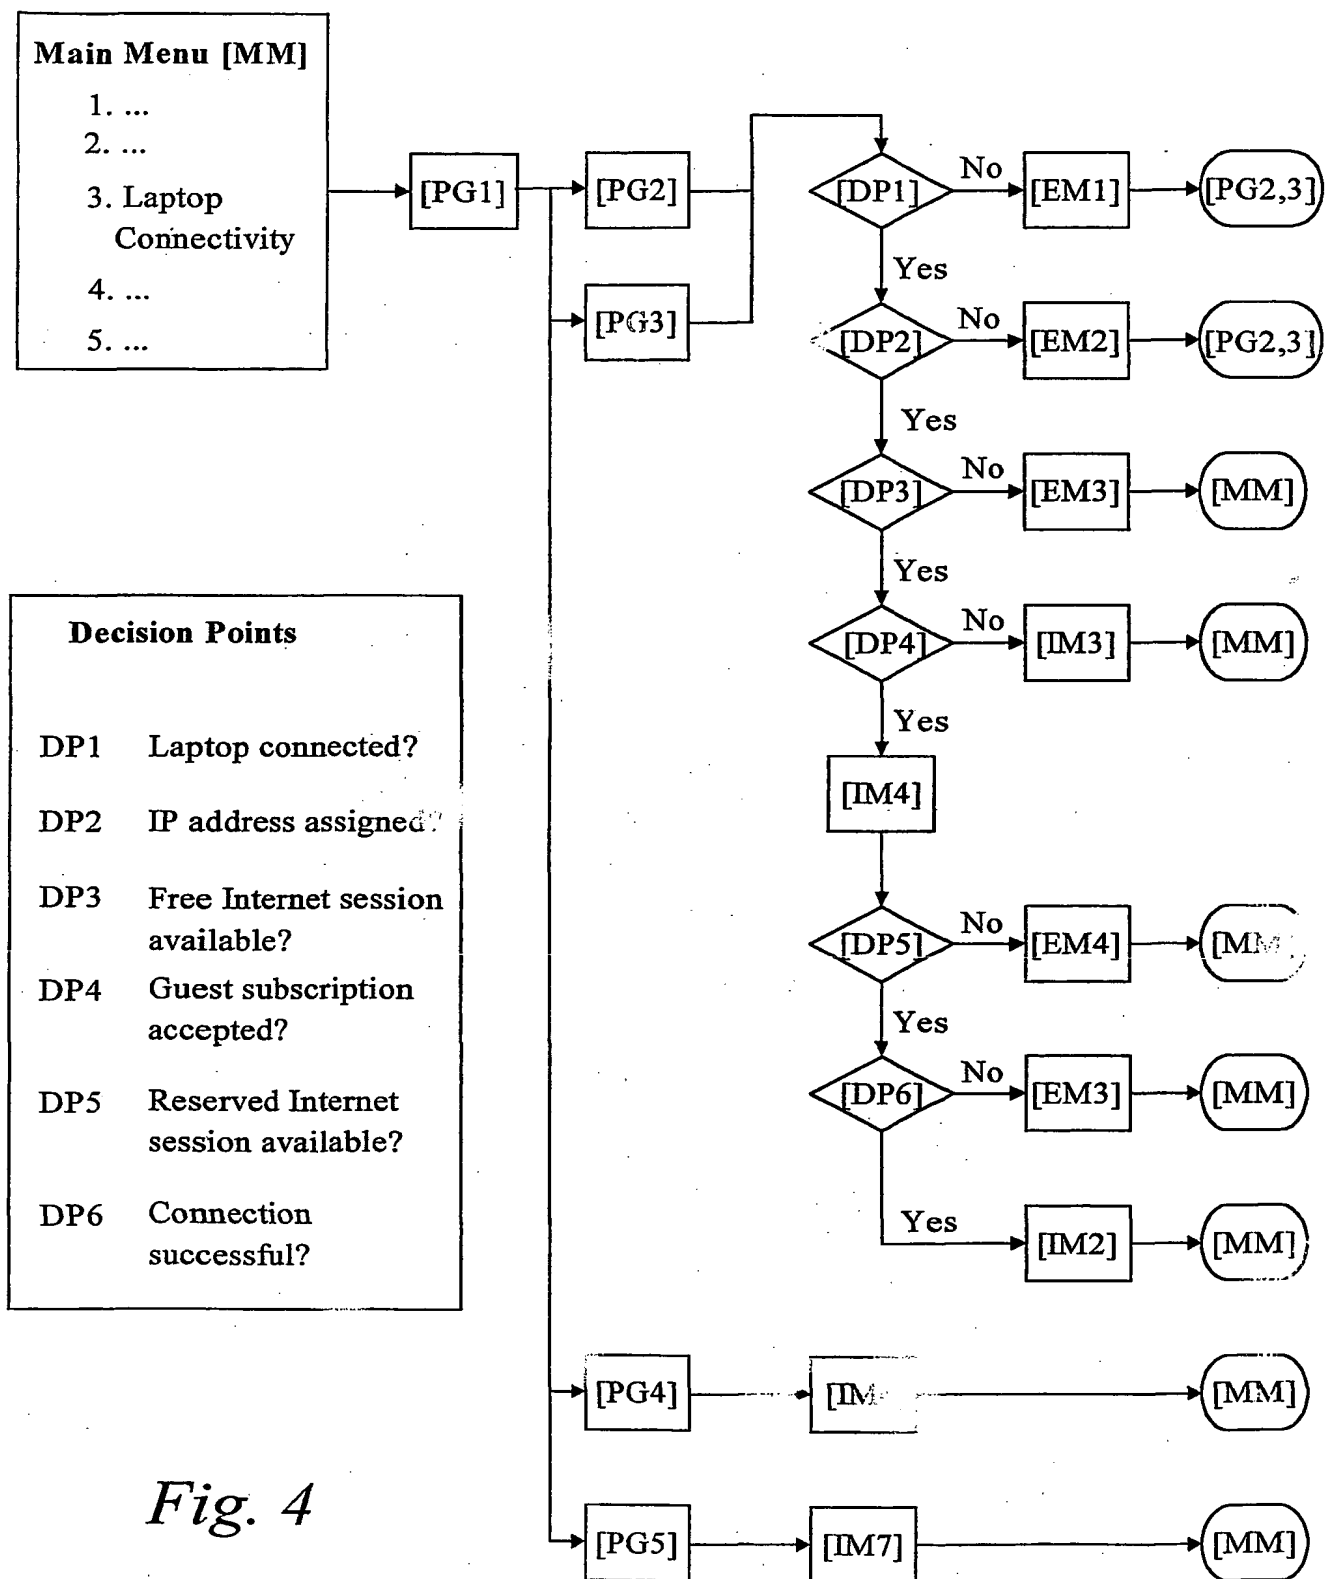 Main Menu [MM]
1. ...
2. ...
3. Laptop
Connectivity
4. ...
5. ...
[PG1]
[PG2]
[PG3]
[DP1]
No
[EM1]
[PG2,3]
Yes
[DP2]
No
[EM2]
[PG2,3]
Yes
[DP3]
No
[EM3]
[MM]
Yes
[DP4]
No
[IM3]
[MM]
Yes
[IM4]
[DP5]
No
[EM4]
[MM]
Yes
[DP6]
No
[EM3]
[MM]
Yes
[IM2]
[MM]
[PG4]
[MM]
[PG5]
[IM7]
[MM]
Decision Points
DP1 Laptop connected?
DP2 IP address assigned?
DP3 Free Internet session
available?
DP4 Guest subscription
accepted?
DP5 Reserved Internet
session available?
DP6 Connection
successful?
Fig. 4